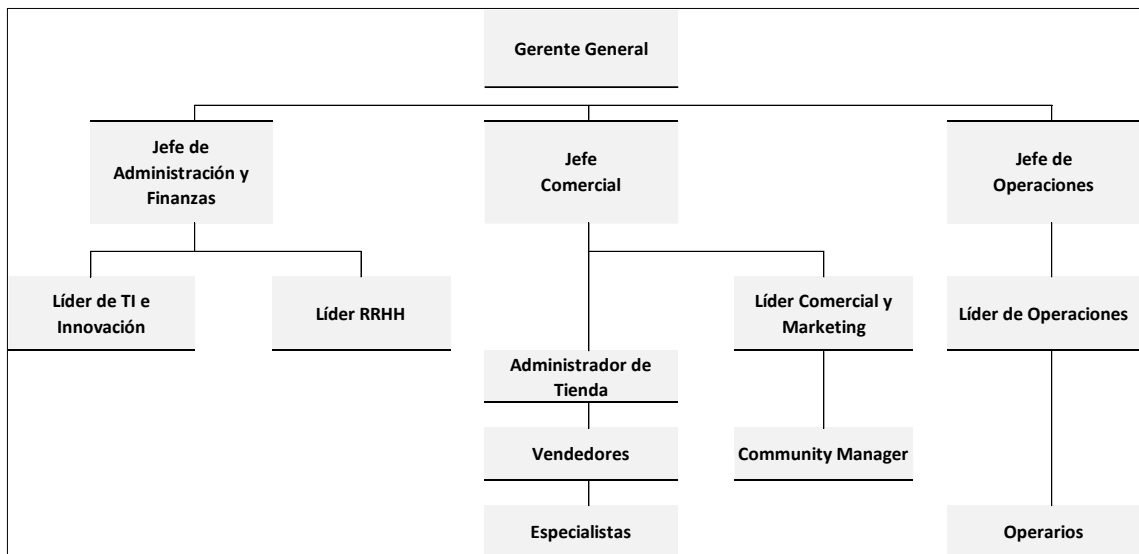 Gerente General
Jefe de
Administración y
Finanzas
Jefe
Comercial
Jefe de
Operaciones
Líder de TI e
Innovación
Líder RRHH
Líder Comercial y
Marketing
Líder de Operaciones
Administrador de
Tienda
Vendedores
Community Manager
Especialistas
Operarios